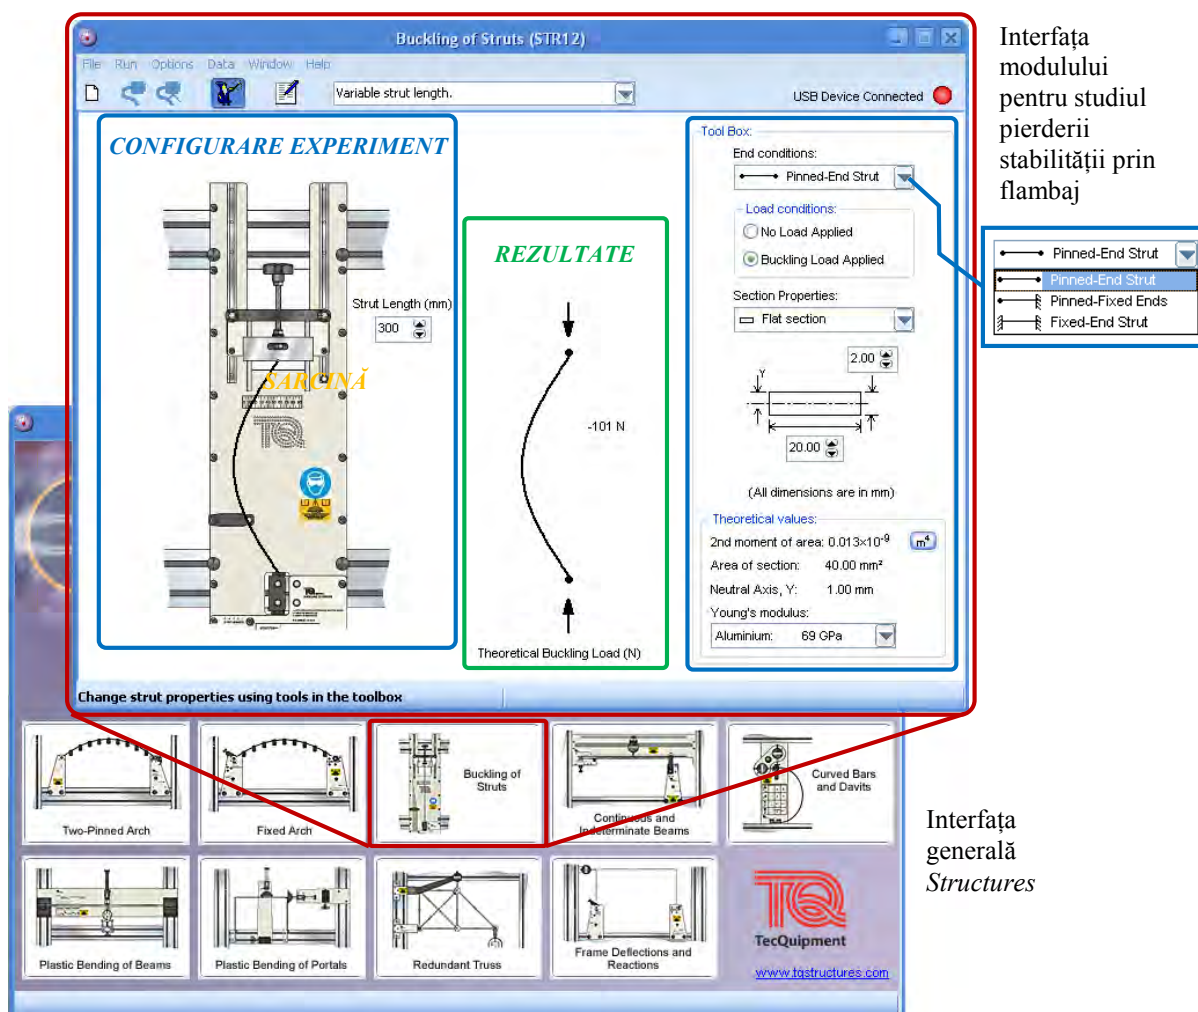 Buckling of Struts (STR12)
File Run Options Data Window Help
Variable strut length.
USB Device Connected
CONFIGURARE EXPERIMENT
Strut Length (mm)
300
SARCINĂ
TQ
REZULTATE
-101 N
Theoretical Buckling Load (N)
Tool Box:
End conditions:
Pinned-End Strut
Load conditions:
No Load Applied
Buckling Load Applied
Section Properties:
Flat section
2.00
Y
20.00
(All dimensions are in mm)
Theoretical values:
2nd moment of area: 0.013×10⁻⁹ m⁴
Area of section: 40.00 mm²
Neutral Axis, Y: 1.00 mm
Young's modulus:
Aluminium: 69 GPa
Change strut properties using tools in the toolbox
Interfața
modulului
pentru studiul
pierderii
stabilității prin
flambaj
Pinned-End Strut
Pinned-End Strut
Pinned-Fixed Ends
Fixed-End Strut
Two-Pinned Arch
Fixed Arch
Buckling of
Struts
Continuous and
Indeterminate Beams
Curved Bars
and Davits
Plastic Bending of Beams
Plastic Bending of Portals
Redundant Truss
Frame Deflections and
Reactions
TQ
TecQuipment
www.tqstructures.com
Interfața
generală
Structures